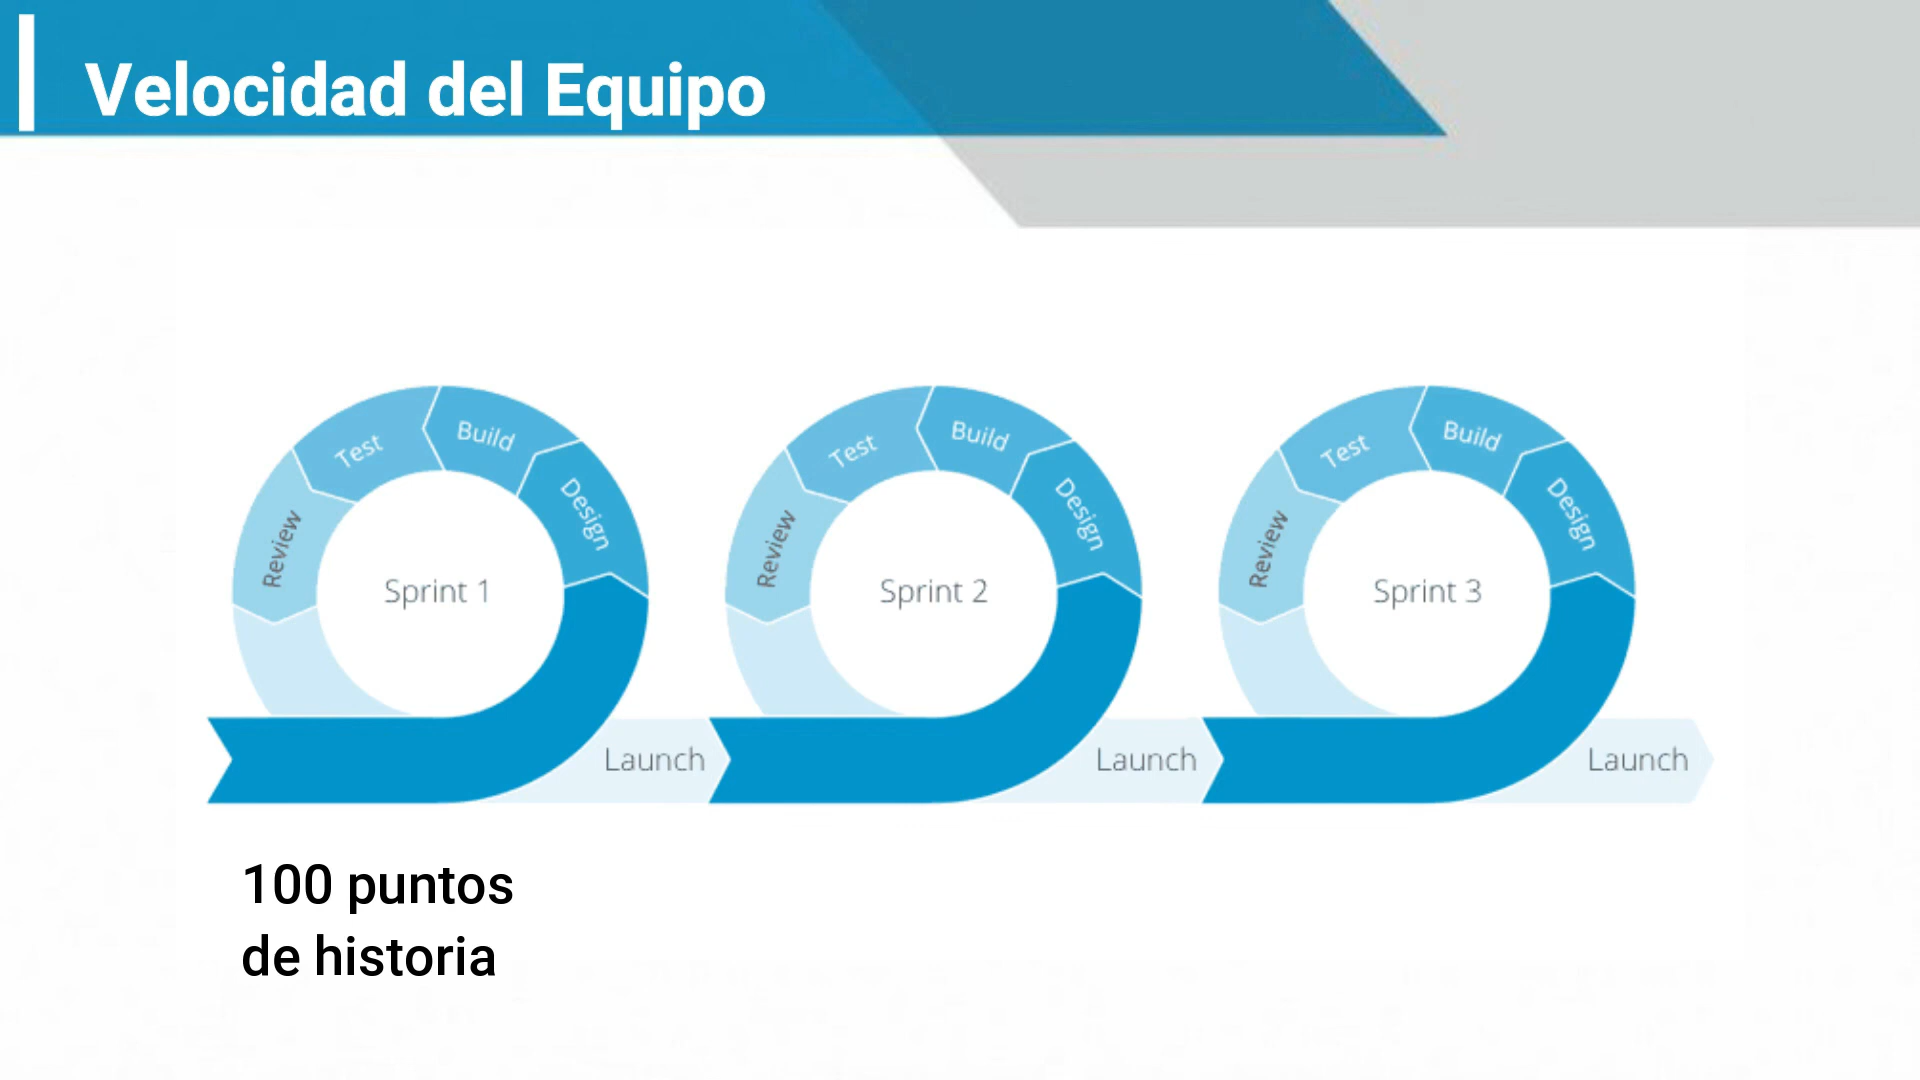 Velocidad del Equipo
Test
Build
Design
Review
Sprint 1
Launch
Test
Build
Design
Review
Sprint 2
Launch
Test
Build
Design
Review
Sprint 3
Launch
100 puntos
de historia